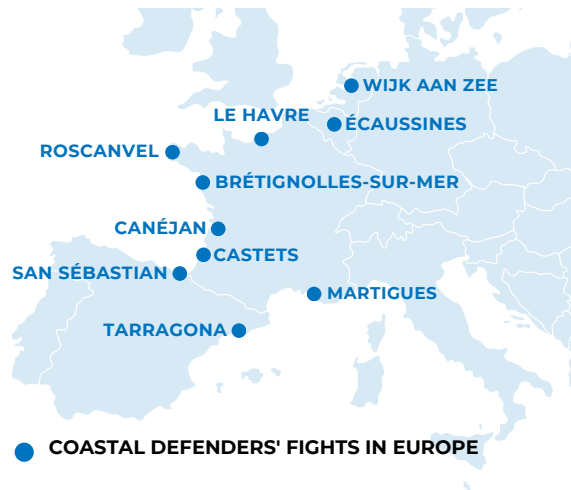 WIJK AAN ZEE
LE HAVRE
ÉCAUSSINES
ROSCANVEL
BRÉTIGNOLLES-SUR-MER
CANÉJAN
CASTETS
SAN SÉBASTIAN
MARTIGUES
TARRAGONA
COASTAL DEFENDERS' FIGHTS IN EUROPE